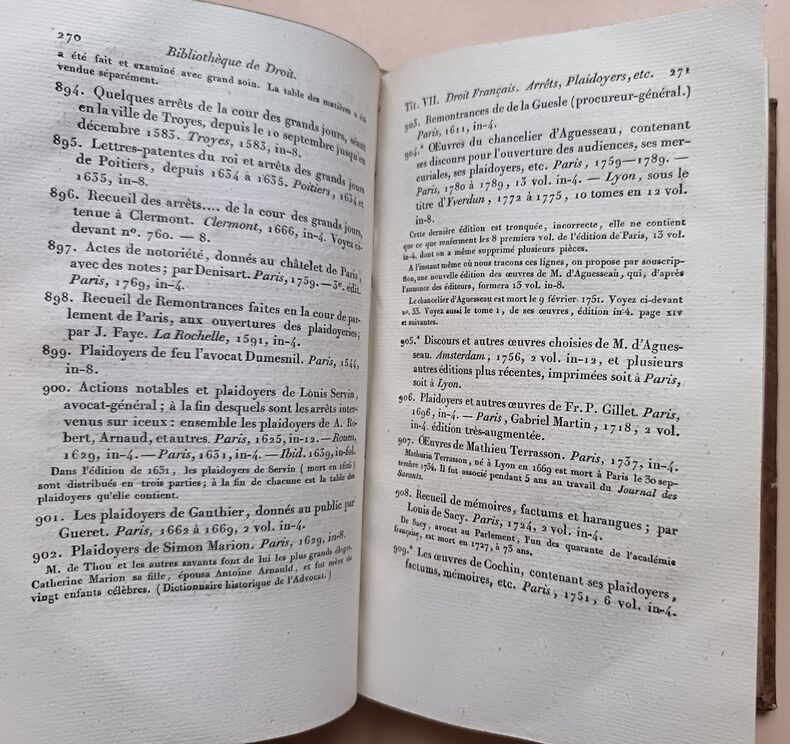 270
Bibliothèque de Droit.
a été fait et examiné avec grand soin. La table des matières a été
vendue séparément.
894. Quelques arrêts de la cour des grands jours, séant
en la ville de Troyes, depuis le 10 septembre jusqu'en
décembre 1583. Troyes, 1583, in-8.
895. Lettres-patentes du roi et arrêts des grands jours
de Poitiers, depuis 1634 à 1635. Poitiers, 1634 et
1635, in-8.
896. Recueil des arrêts.... de la cour des grands jours,
tenue à Clermont. Clermont, 1666, in-4. Voyez ci-
devant nº. 760. — 8.
897. Actes de notoriété, donnés au châtelet de Paris,
avec des notes; par Denisart. Paris, 1759. — 3e. édit.
Paris, 1769, in-4.
898. Recueil de Remontrances faites en la cour de par-
lement de Paris, aux ouvertures des plaidoyeries;
par J. Faye. La Rochelle, 1591, in-4.
899. Plaidoyers de feu l'avocat Dumesnil. Paris, 1544,
in-8.
900. Actions notables et plaidoyers de Louis Servin,
avocat-général; à la fin desquels sont les arrêts inter-
venus sur iceux: ensemble les plaidoyers de A. Ro-
bert, Arnaud, et autres. Paris, 1625, in-12. — Rouen,
1629, in-4. — Paris, 1631, in-4. — Ibid. 1639, in-fol.
Dans l'édition de 1631, les plaidoyers de Servin (mort en 1626)
sont distribués en trois parties; à la fin de chacune est la table des
plaidoyers qu'elle contient.
901. Les plaidoyers de Gauthier, donnés au public par
Gueret. Paris, 1662 à 1669, 2 vol. in-4.
902. Plaidoyers de Simon Marion. Paris, 1629, in-8.
M. de Thou et les autres savants font de lui les plus grands éloges.
Catherine Marion sa fille, épousa Antoine Arnauld, et fut mère de
vingt enfants célèbres. (Dictionnaire historique de l'Advocat.)
Tit. VII. Droit Français. Arrêts, Plaidoyers, etc. 271
903. Remontrances de de la Guesle (procureur-général.)
Paris, 1611, in-4.
904.* Œuvres du chancelier d'Aguesseau, contenant
ses discours pour l'ouverture des audiences, ses mer-
curiales, ses plaidoyers, etc. Paris, 1759—1789. —
Paris, 1780 à 1789, 13 vol. in-4. — Lyon, sous le
titre d'Yverdun, 1772 à 1775, 10 tomes en 12 vol.
in-8.
Cette dernière édition est tronquée, incorrecte, elle ne contient
que ce que renferment les 8 premiers vol. de l'édition de Paris, 13 vol.
in-4. dont on a même supprimé plusieurs pièces.
A l'instant même où nous traçons ces lignes, on propose par souscrip-
tion, une nouvelle édition des œuvres de M. d'Aguesseau, qui, d'après
l'annonce des éditeurs, formera 13 vol. in-8.
Le chancelier d'Aguesseau est mort le 9 février 1751. Voyez ci-devant
nº. 33. Voyez aussi le tome 1, de ses œuvres, édition in-4. page xiv
et suivantes.
905.* Discours et autres œuvres choisies de M. d'Agues-
seau. Amsterdam, 1756, 2 vol. in-12, et plusieurs
autres éditions plus récentes, imprimées soit à Paris,
soit à Lyon.
906. Plaidoyers et autres œuvres de Fr. P. Gillet. Paris,
1696, in-4. — Paris, Gabriel Martin, 1718, 2 vol.
in-4. édition très-augmentée.
907. Œuvres de Mathieu Terrasson. Paris, 1737, in-4.
Mathurin Terrasson, né à Lyon en 1669 est mort à Paris le 30 sep-
tembre 1734. Il fut associé pendant 5 ans au travail du Journal des
Savants.
908. Recueil de mémoires, factums et harangues; par
Louis de Sacy. Paris, 1724, 2 vol. in-4.
De Sacy, avocat au Parlement, l'un des quarante de l'académie
française, est mort en 1727, à 73 ans.
909.* Les œuvres de Cochin, contenant ses plaidoyers,
factums, mémoires, etc. Paris, 1751, 6 vol. in-4.